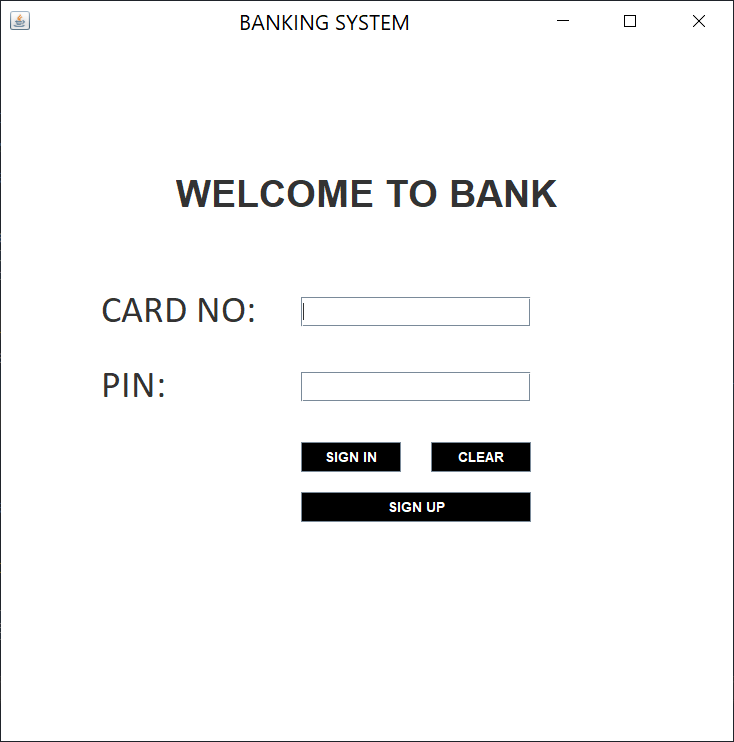 BANKING SYSTEM
WELCOME TO BANK
CARD NO:
PIN:
SIGN IN CLEAR
SIGN UP